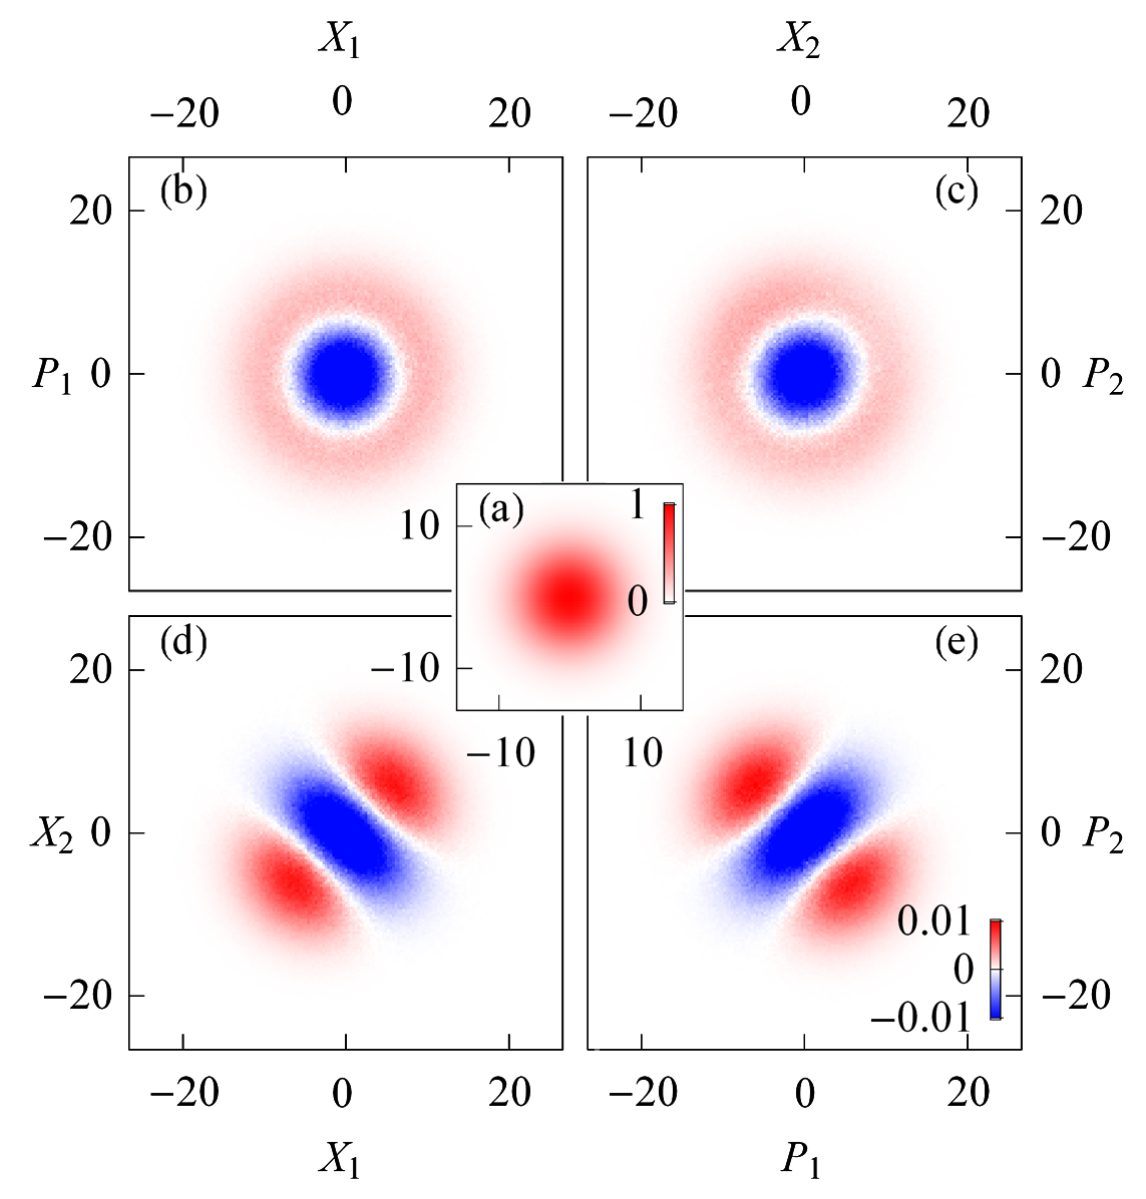 X1 X2
−20 0 20 −20 0 20
(b) (c)
20 20
P1 0 0 P2
(a) 1
10
−20 0 −20
(d) −10 (e)
20 20
−10 10
X2 0 0 P2
0.01
0
−20 −0.01 −20
−20 0 20 −20 0 20
X1 P1